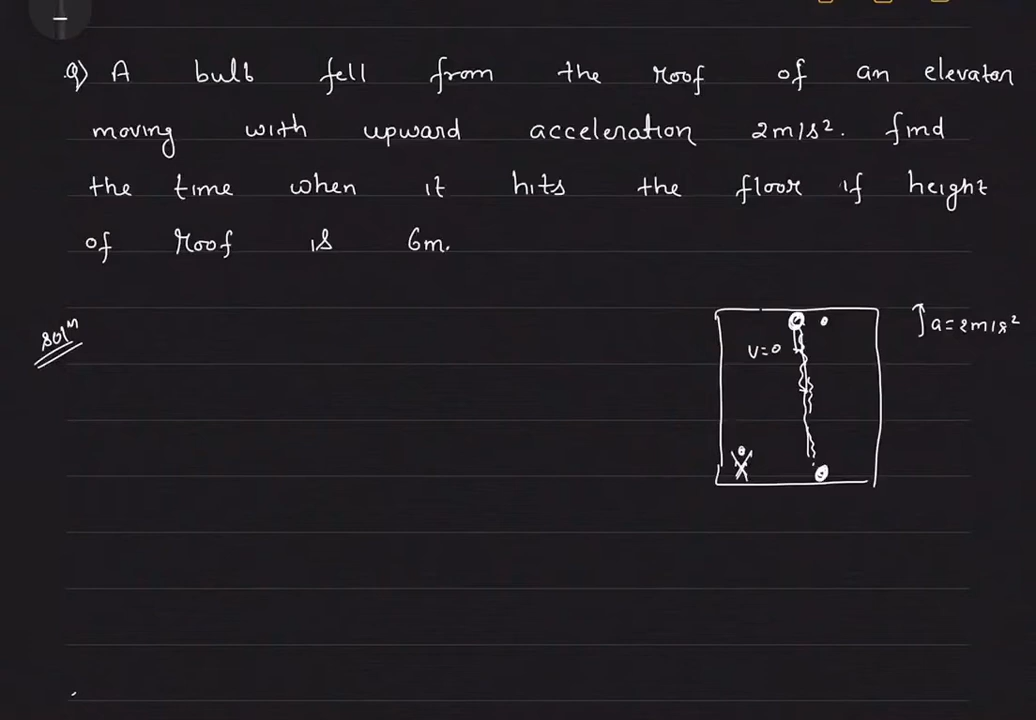 Q) A bulb fell from the roof of an elevator
moving with upward acceleration 2m/s². find
the time when it hits the floor if height
of roof is 6m.
solⁿ
a=2m/s²
v=0